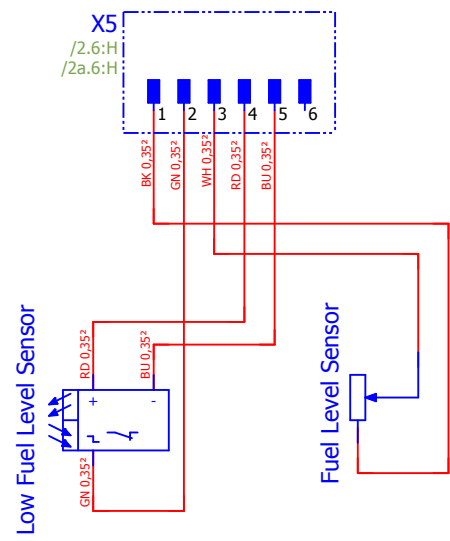 X5
/2.6:H
/2a.6:H
1 2 3 4 5 6
BK 0,35²
GN 0,35²
WH 0,35²
RD 0,35²
BU 0,35²
RD 0,35²
BU 0,35²
+ -
GN 0,35²
Low Fuel Level Sensor
Fuel Level Sensor